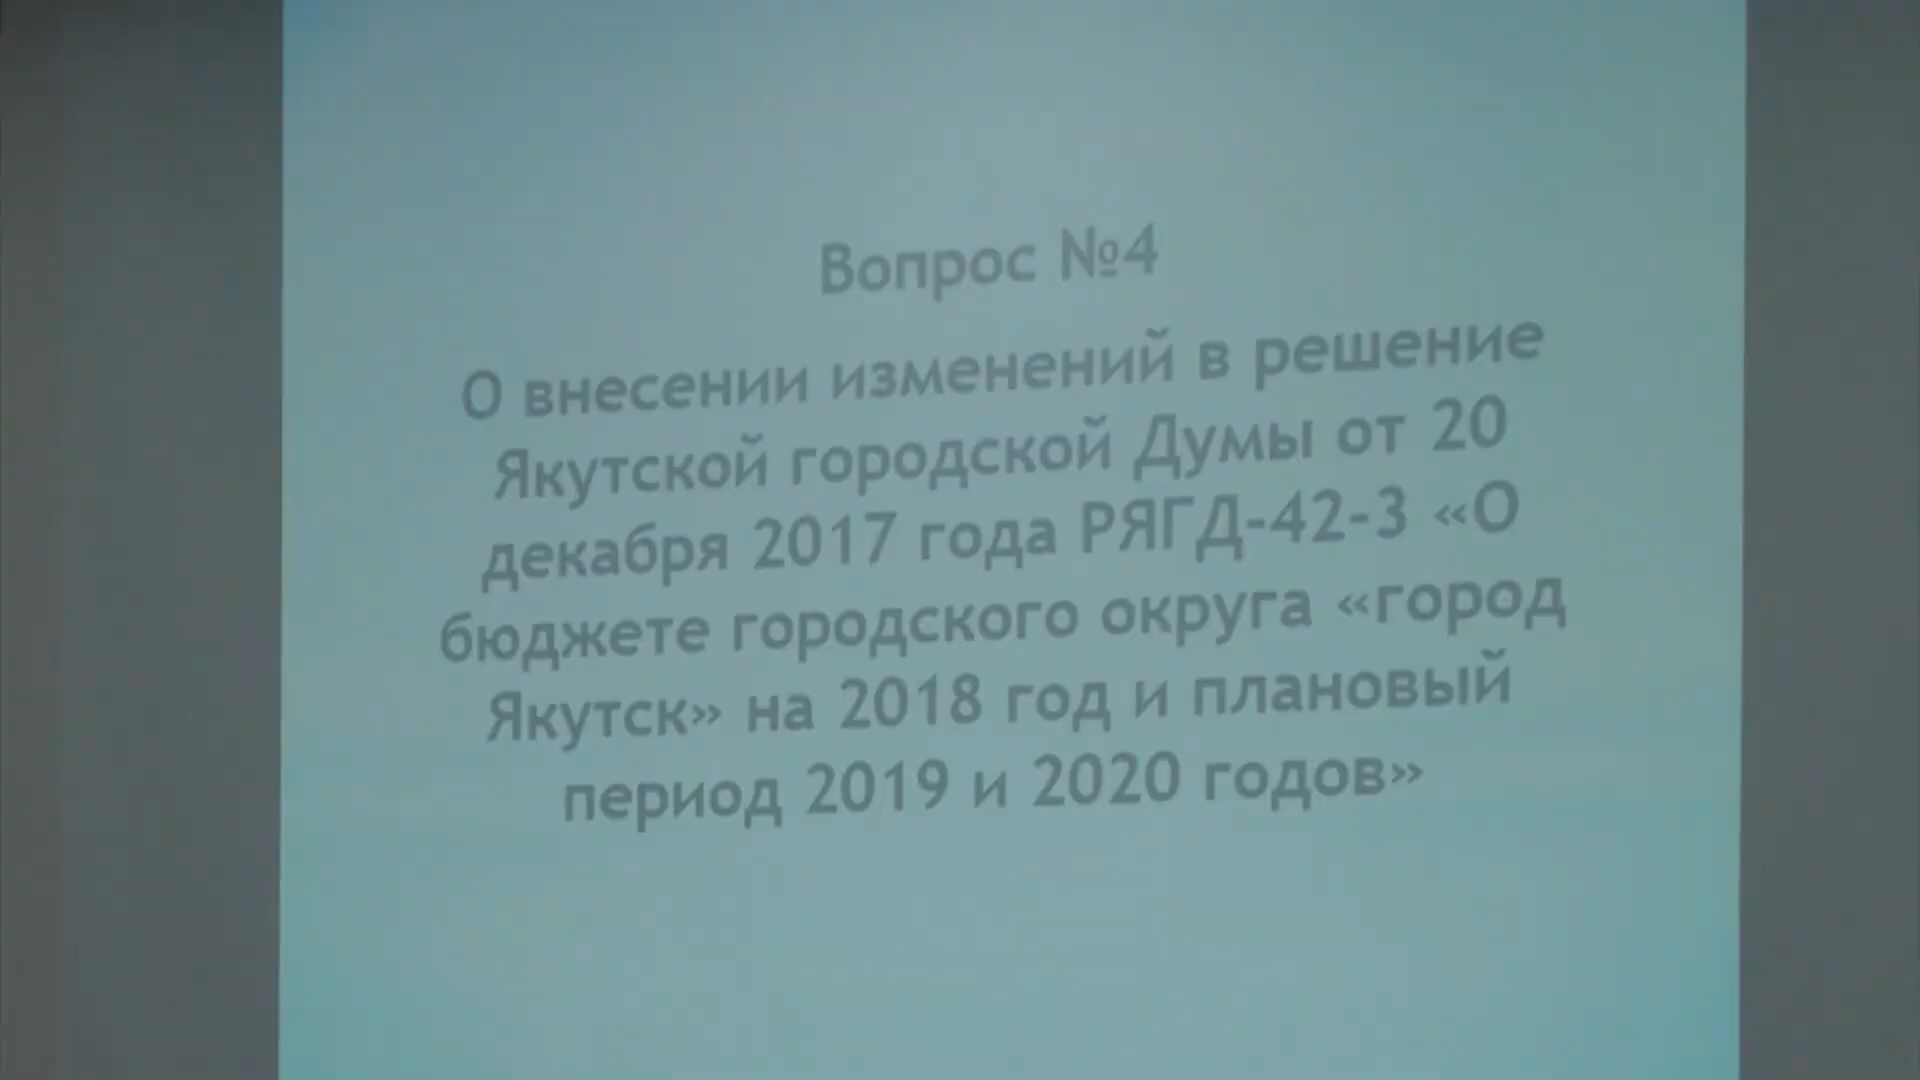 Вопрос №4
О внесении изменений в решение
Якутской городской Думы от 20
декабря 2017 года РЯГД-42-3 «О
бюджете городского округа «город
Якутск» на 2018 год и плановый
период 2019 и 2020 годов»